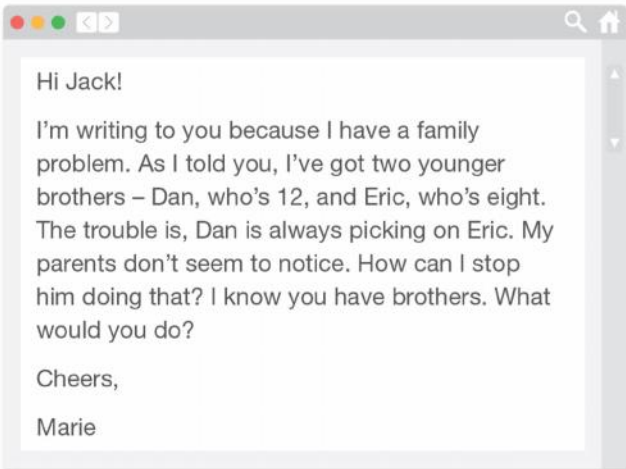 Hi Jack!
I'm writing to you because I have a family
problem. As I told you, I've got two younger
brothers – Dan, who's 12, and Eric, who's eight.
The trouble is, Dan is always picking on Eric. My
parents don't seem to notice. How can I stop
him doing that? I know you have brothers. What
would you do?
Cheers,
Marie